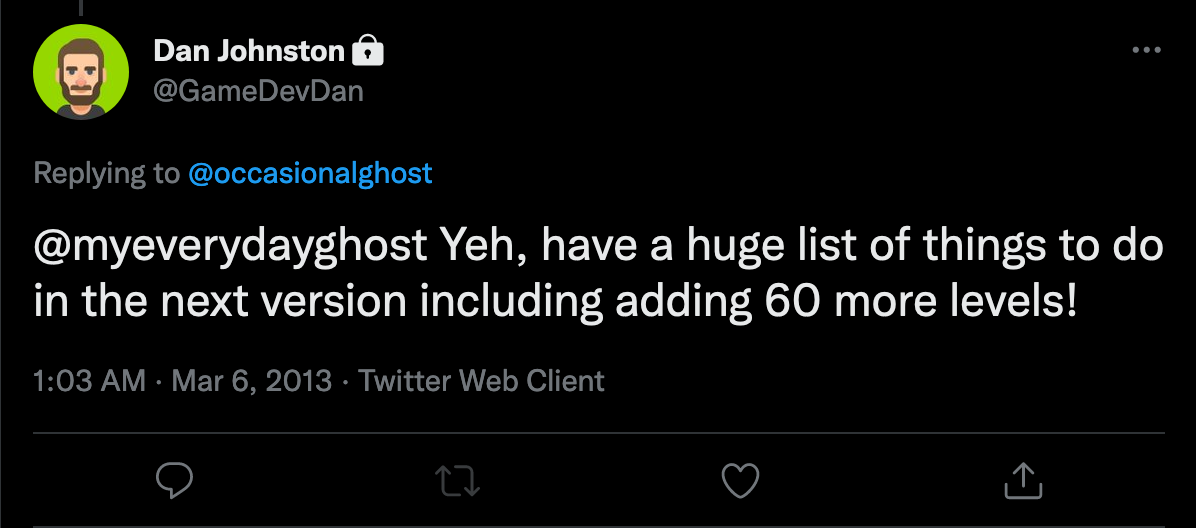 Dan Johnston
@GameDevDan
Replying to @occasionalghost
@myeverydayghost Yeh, have a huge list of things to do
in the next version including adding 60 more levels!
1:03 AM · Mar 6, 2013 · Twitter Web Client